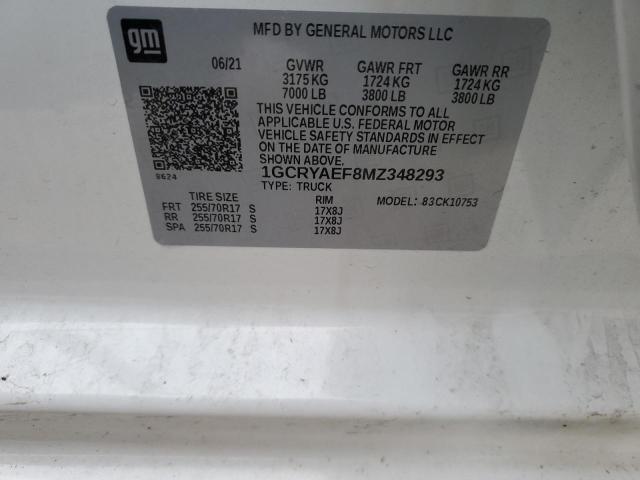 gm
MFD BY GENERAL MOTORS LLC
06/21 GVWR GAWR FRT GAWR RR
3175 KG 1724 KG 1724 KG
7000 LB 3800 LB 3800 LB
THIS VEHICLE CONFORMS TO ALL
APPLICABLE U.S. FEDERAL MOTOR
VEHICLE SAFETY STANDARDS IN EFFECT
ON THE DATE OF MANUFACTURE
SHOWN ABOVE.
8624
1GCRYAEF8MZ348293
TYPE: TRUCK
TIRE SIZE RIM MODEL: 83CK10753
FRT 255/70R17 S 17X8J
RR 255/70R17 S 17X8J
SPA 255/70R17 S 17X8J